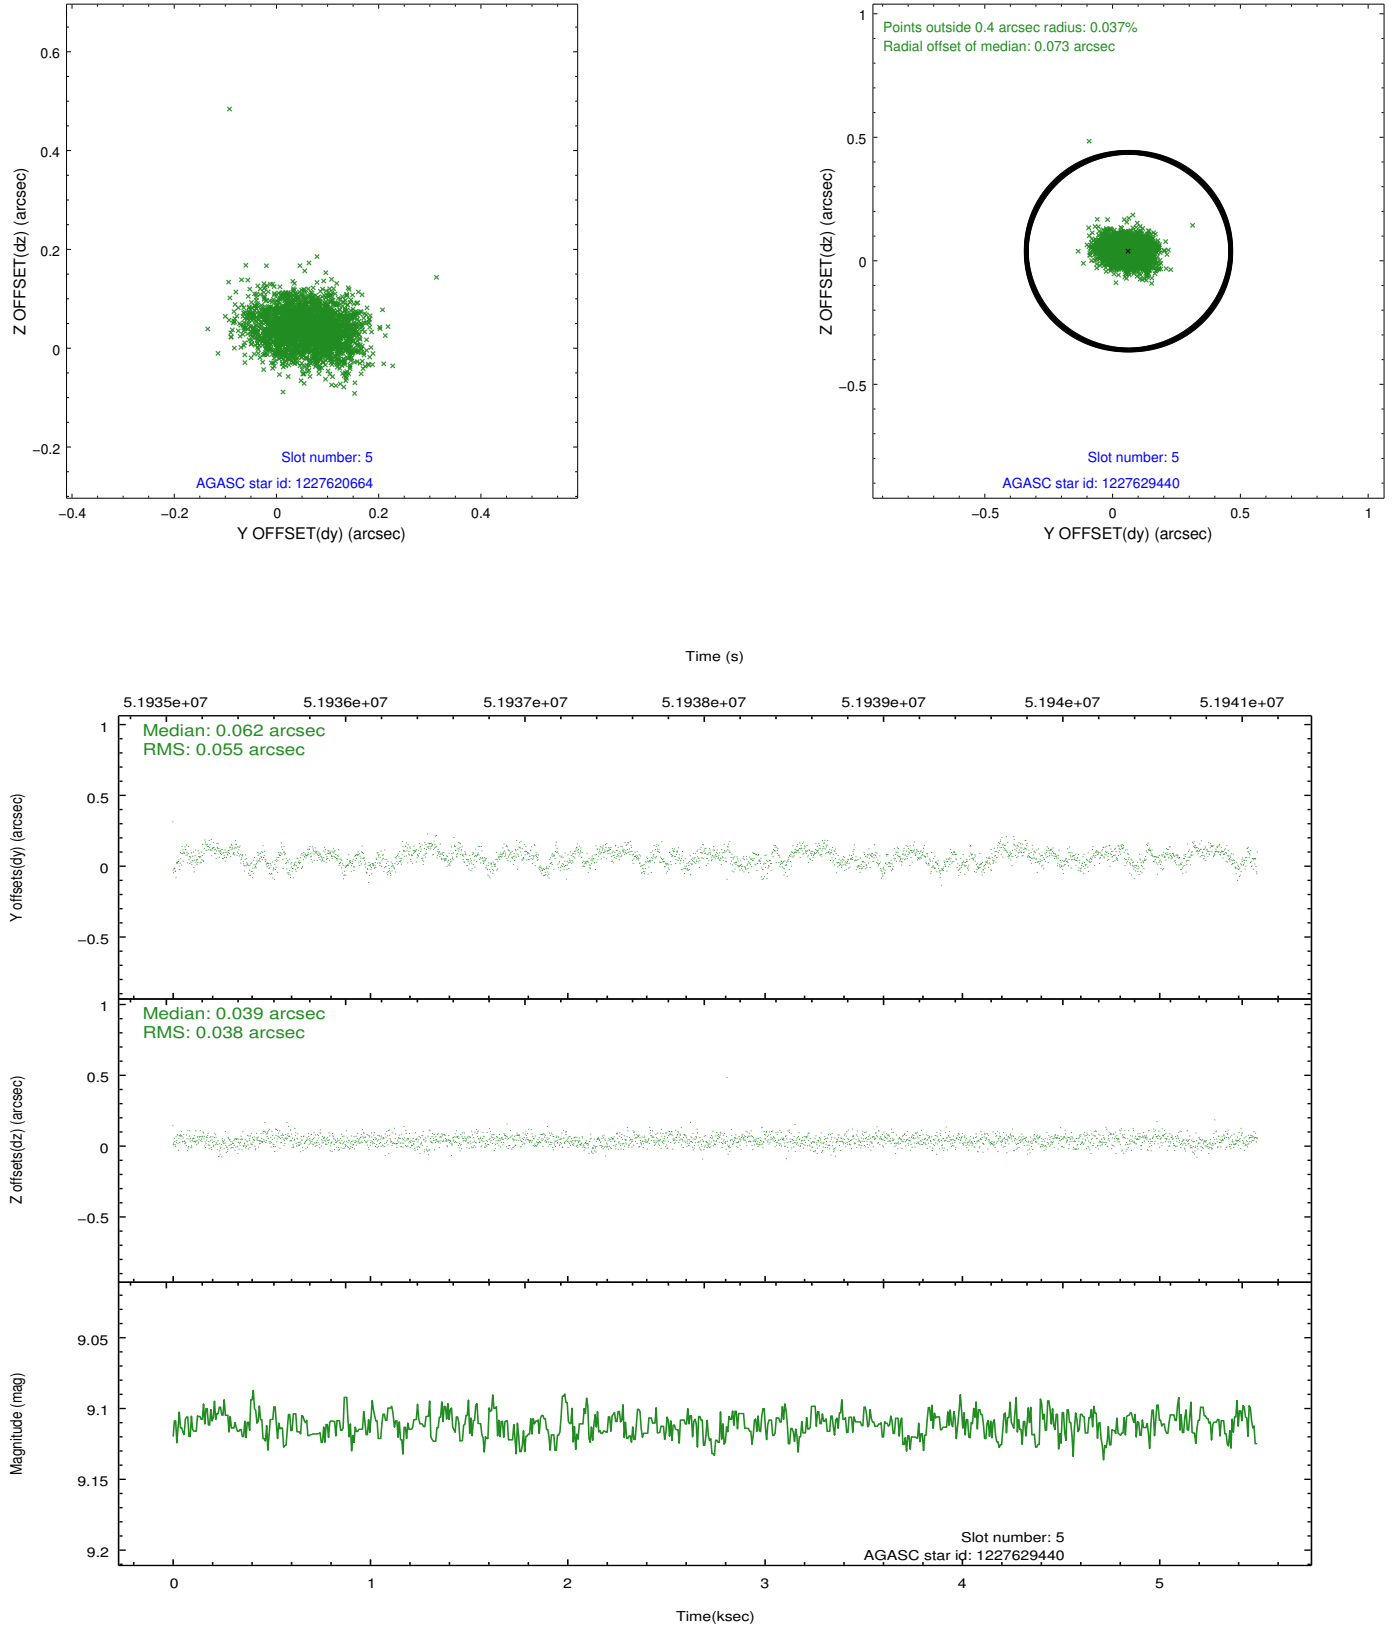 0.6
0.4
0.2
0
−0.2
Z OFFSET(dz) (arcsec)
Slot number: 5
AGASC star id: 1227620664
−0.4 −0.2 0 0.2 0.4
Y OFFSET(dy) (arcsec)
Points outside 0.4 arcsec radius: 0.037%
Radial offset of median: 0.073 arcsec
1
0.5
0
−0.5
Z OFFSET(dz) (arcsec)
Slot number: 5
AGASC star id: 1227629440
−0.5 0 0.5 1
Y OFFSET(dy) (arcsec)
Time (s)
5.1935e+07 5.1936e+07 5.1937e+07 5.1938e+07 5.1939e+07 5.194e+07 5.1941e+07
Median: 0.062 arcsec
RMS: 0.055 arcsec
1
0.5
0
−0.5
Y offsets(dy) (arcsec)
Median: 0.039 arcsec
RMS: 0.038 arcsec
1
0.5
0
−0.5
Z offsets(dz) (arcsec)
9.05
9.1
9.15
9.2
Magnitude (mag)
Slot number: 5
AGASC star id: 1227629440
0 1 2 3 4 5
Time(ksec)